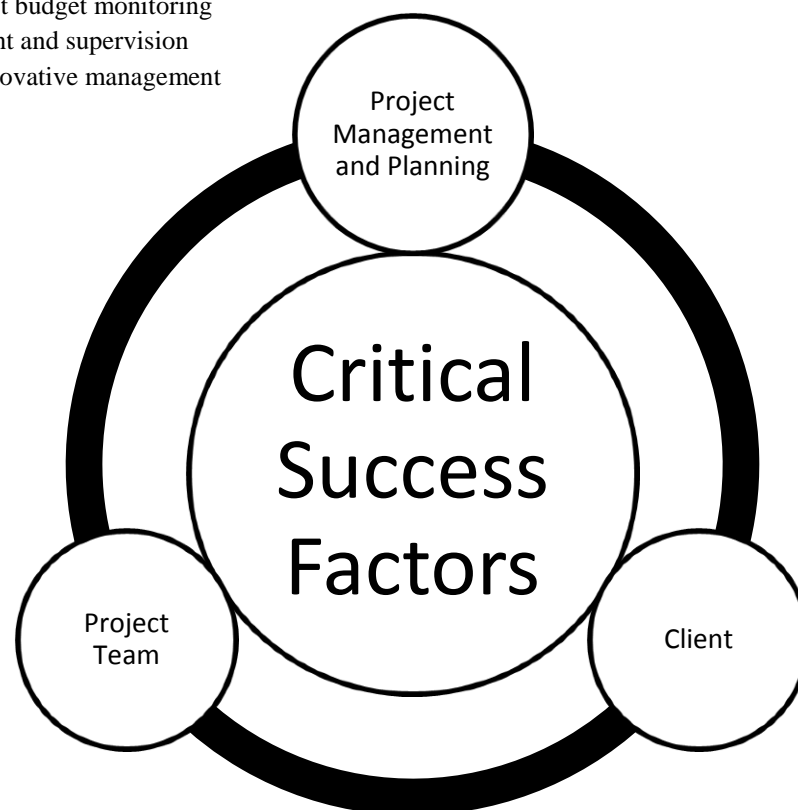 t budget monitoring
nt and supervision
ovative management
Project
Management
and Planning
Critical
Success
Factors
Project
Team
Client